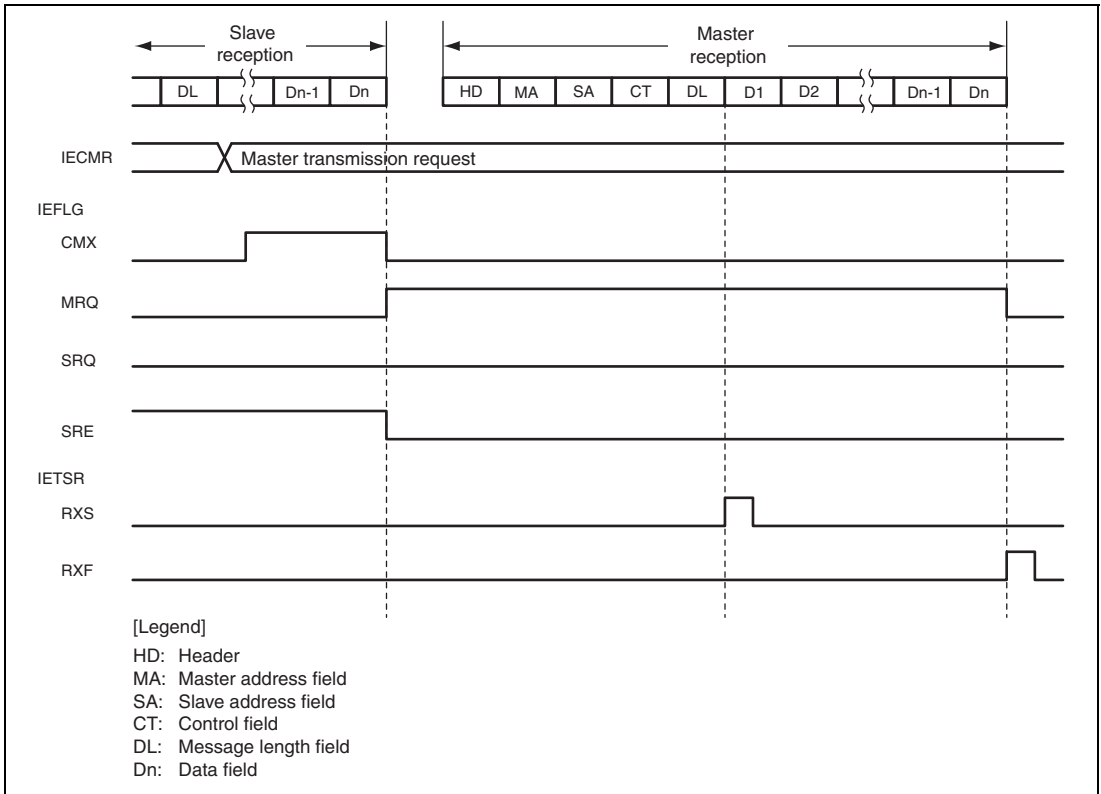 Slave reception
Master reception
DL Dn-1 Dn HD MA SA CT DL D1 D2 Dn-1 Dn
IECMR Master transmission request
IEFLG
CMX
MRQ
SRQ
SRE
IETSR
RXS
RXF
[Legend]
HD: Header
MA: Master address field
SA: Slave address field
CT: Control field
DL: Message length field
Dn: Data field